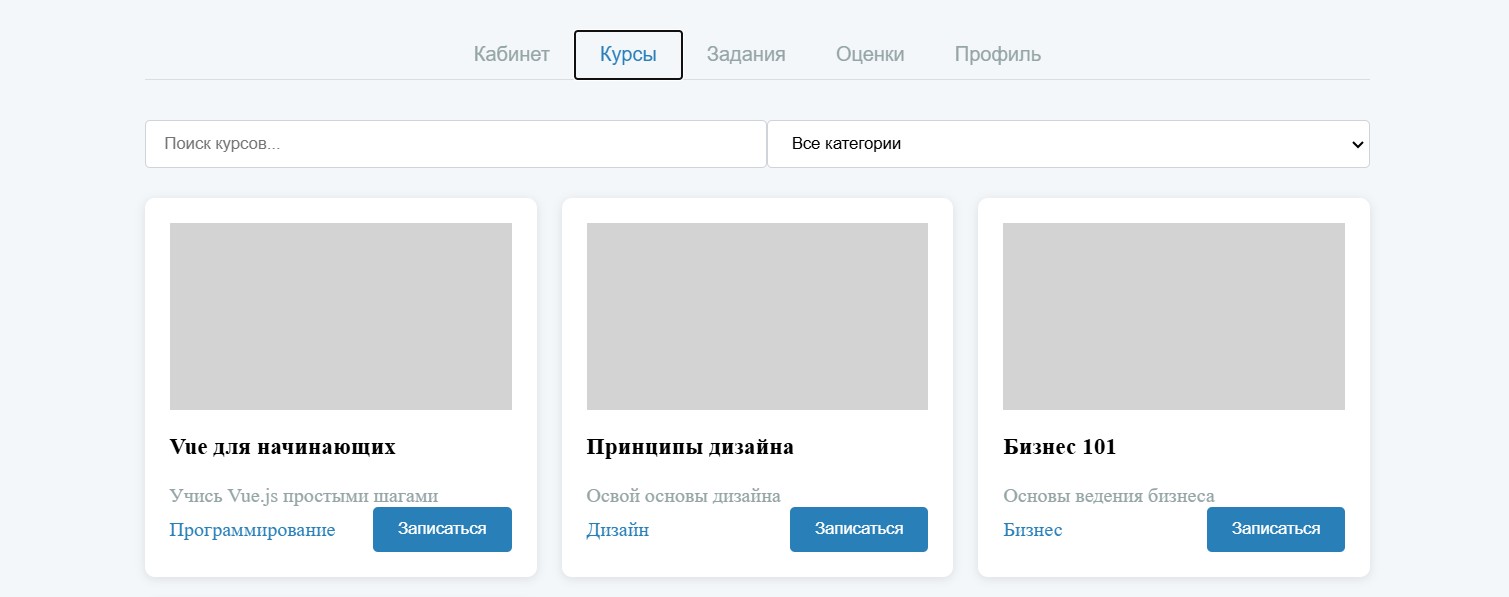 Кабинет Курсы Задания Оценки Профиль
Поиск курсов... Все категории
Vue для начинающих
Учись Vue.js простыми шагами
Программирование Записаться
Принципы дизайна
Освой основы дизайна
Дизайн Записаться
Бизнес 101
Основы ведения бизнеса
Бизнес Записаться